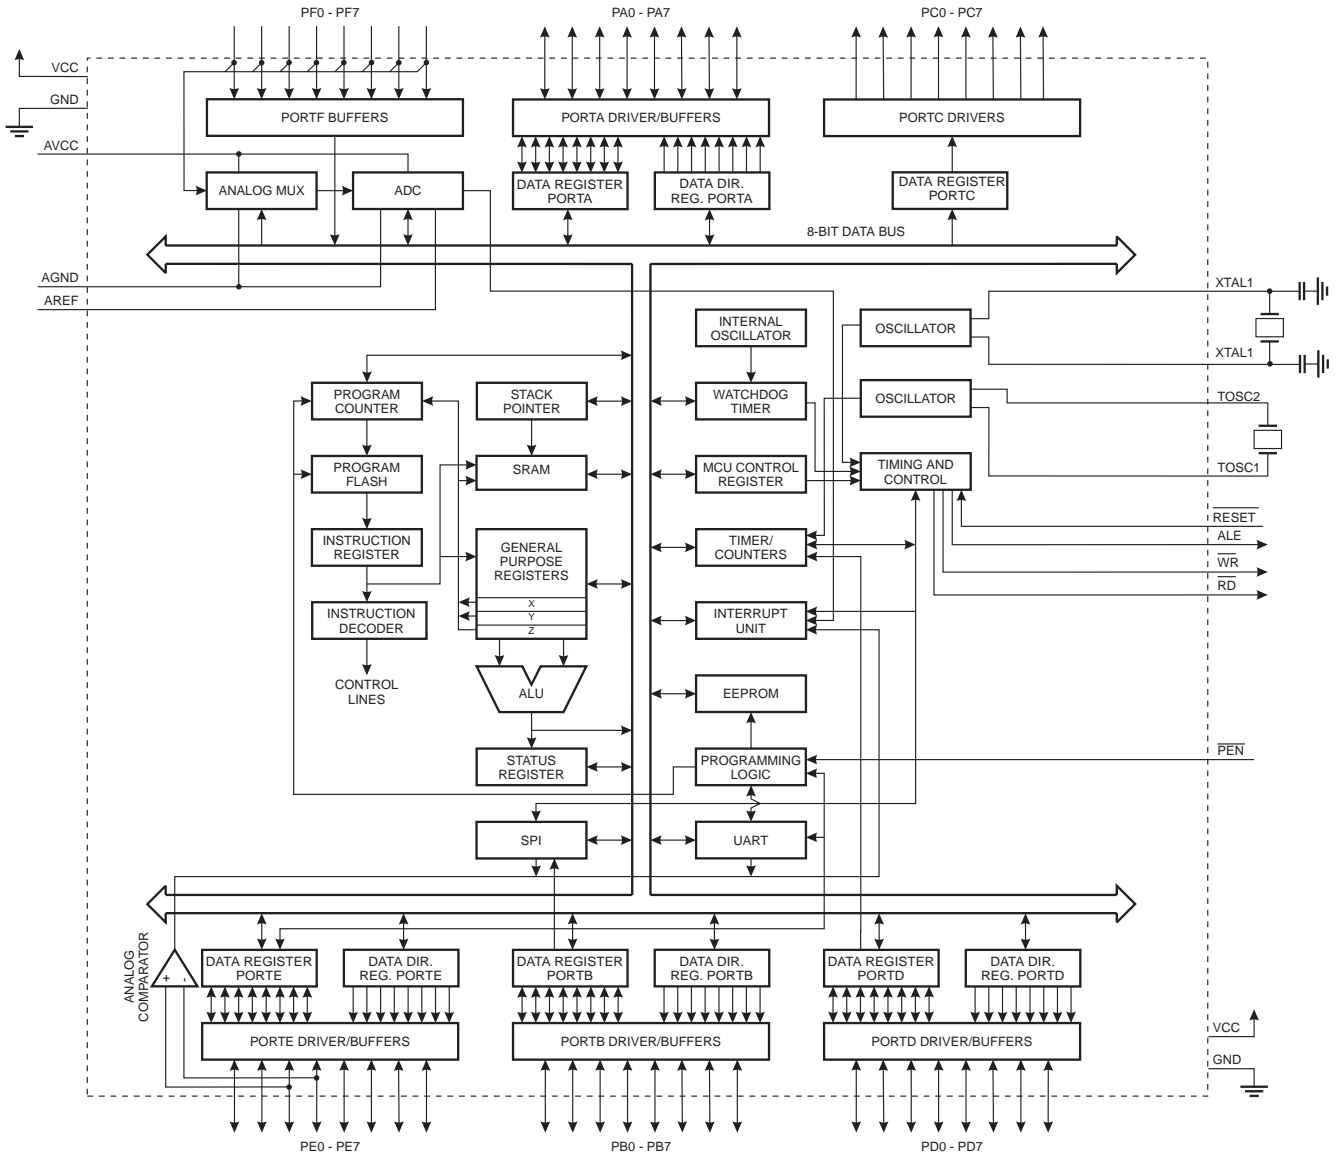 PF0 - PF7
PA0 - PA7
PC0 - PC7
VCC
GND
AVCC
PORTF BUFFERS
PORTA DRIVER/BUFFERS
PORTC DRIVERS
ANALOG MUX
ADC
DATA REGISTER
PORTA
DATA DIR.
REG. PORTA
DATA REGISTER
PORTC
8-BIT DATA BUS
AGND
AREF
XTAL1
INTERNAL
OSCILLATOR
OSCILLATOR
XTAL1
PROGRAM
COUNTER
STACK
POINTER
WATCHDOG
TIMER
OSCILLATOR
TOSC2
PROGRAM
FLASH
SRAM
MCU CONTROL
REGISTER
TIMING AND
CONTROL
TOSC1
RESET
ALE
WR
RD
INSTRUCTION
REGISTER
GENERAL
PURPOSE
REGISTERS
X
Y
Z
TIMER/
COUNTERS
INSTRUCTION
DECODER
INTERRUPT
UNIT
CONTROL
LINES
ALU
EEPROM
STATUS
REGISTER
PROGRAMMING
LOGIC
PEN
SPI
UART
ANALOG
COMPARATOR
+
-
DATA REGISTER
PORTE
DATA DIR.
REG. PORTE
DATA REGISTER
PORTB
DATA DIR.
REG. PORTB
DATA REGISTER
PORTD
DATA DIR.
REG. PORTD
PORTE DRIVER/BUFFERS
PORTB DRIVER/BUFFERS
PORTD DRIVER/BUFFERS
VCC
GND
PE0 - PE7
PB0 - PB7
PD0 - PD7